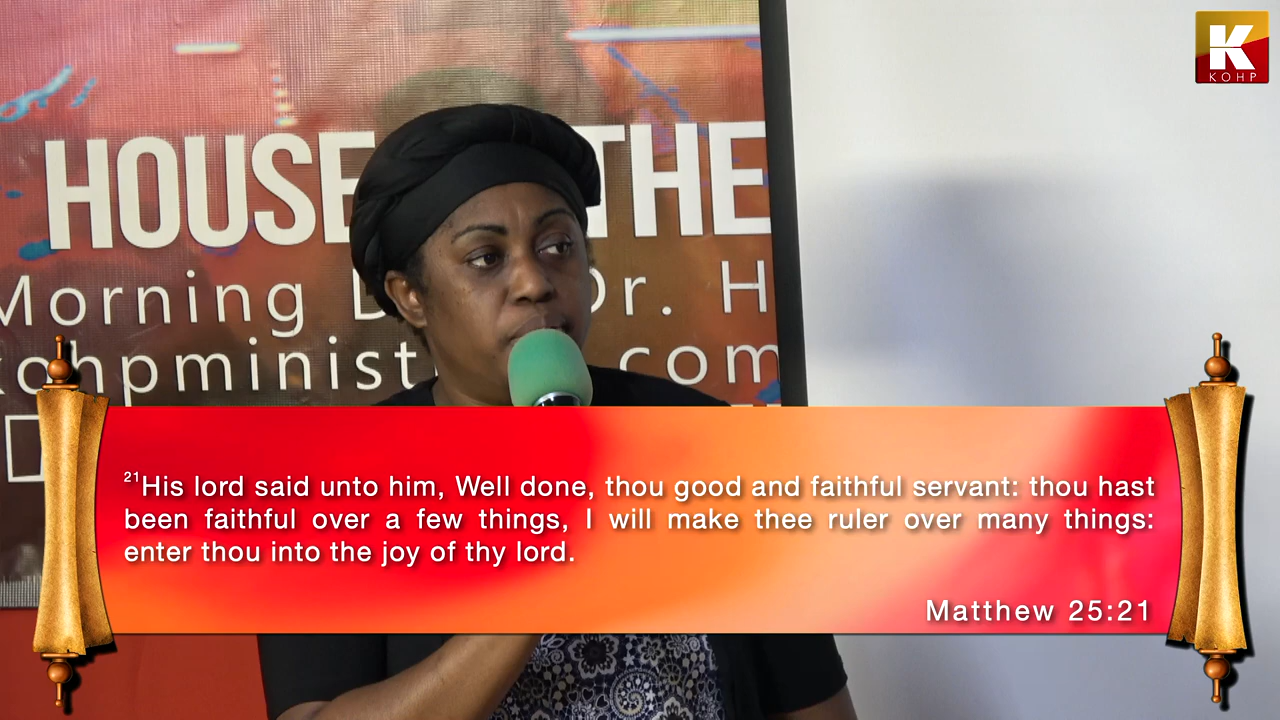 K
KOHP
HOUSE THE
Morning Dr. H
kohpminist com
21His lord said unto him, Well done, thou good and faithful servant: thou hast
been faithful over a few things, I will make thee ruler over many things:
enter thou into the joy of thy lord.
Matthew 25:21